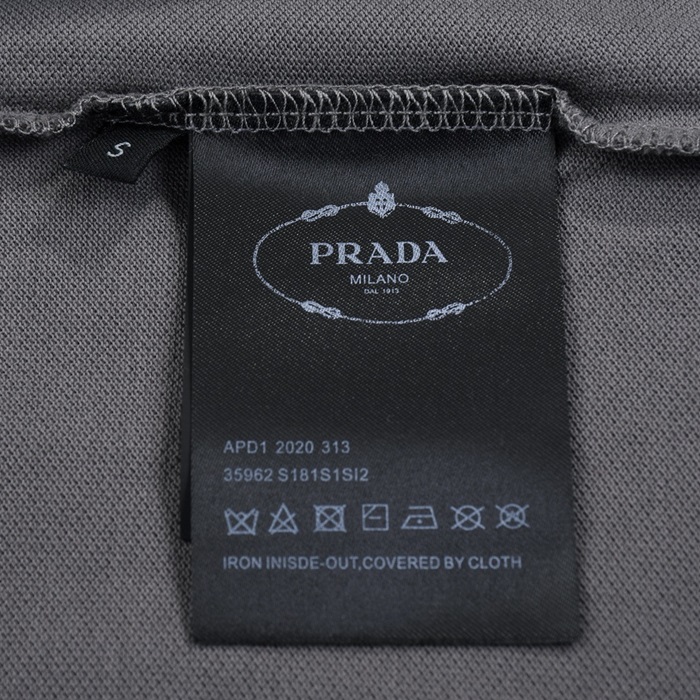 S
PRADA
MILANO
DAL 1913
APD1 2020 313
35962 S181S1SI2
IRON INISDE-OUT,COVERED BY CLOTH